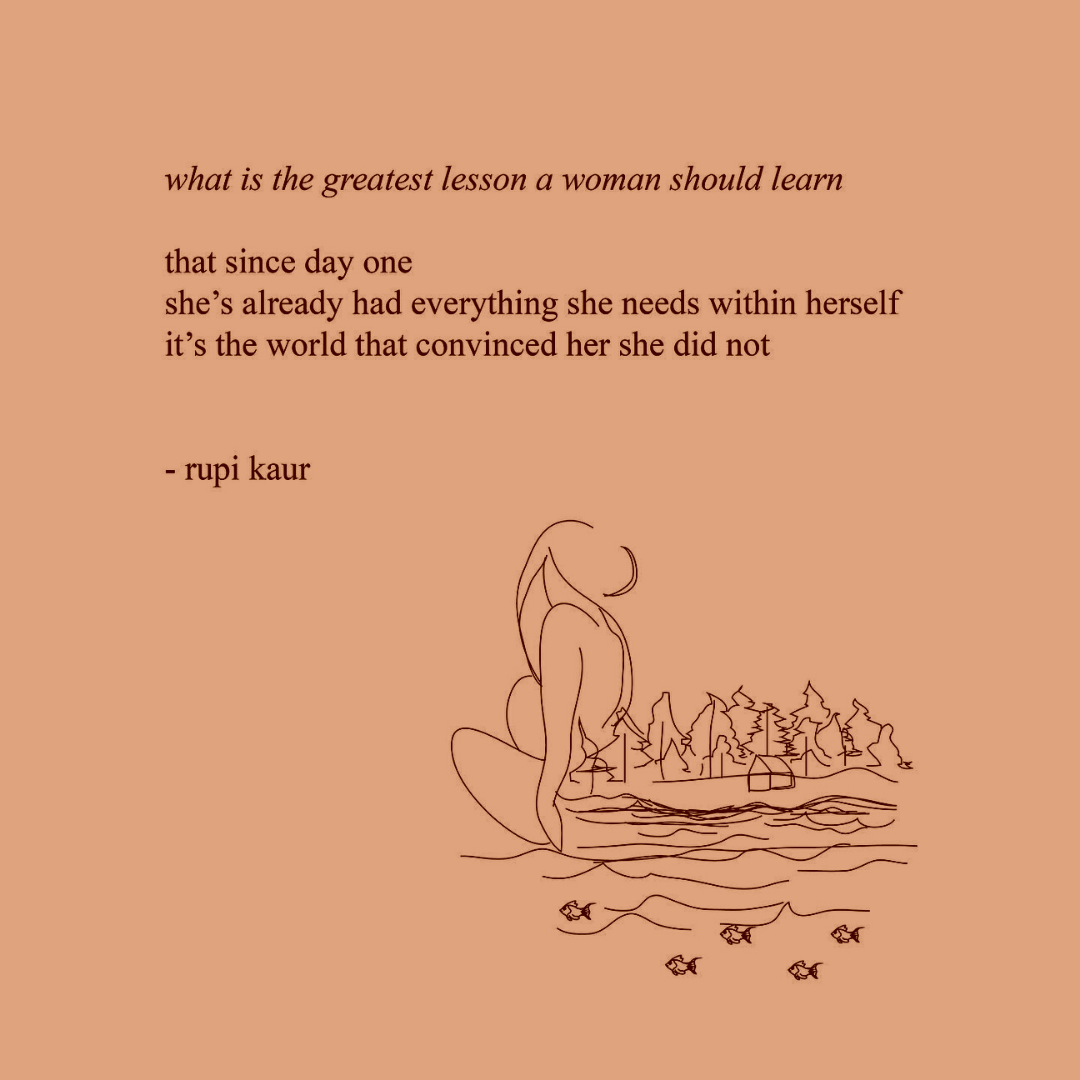 what is the greatest lesson a woman should learn
that since day one
she’s already had everything she needs within herself
it’s the world that convinced her she did not
- rupi kaur